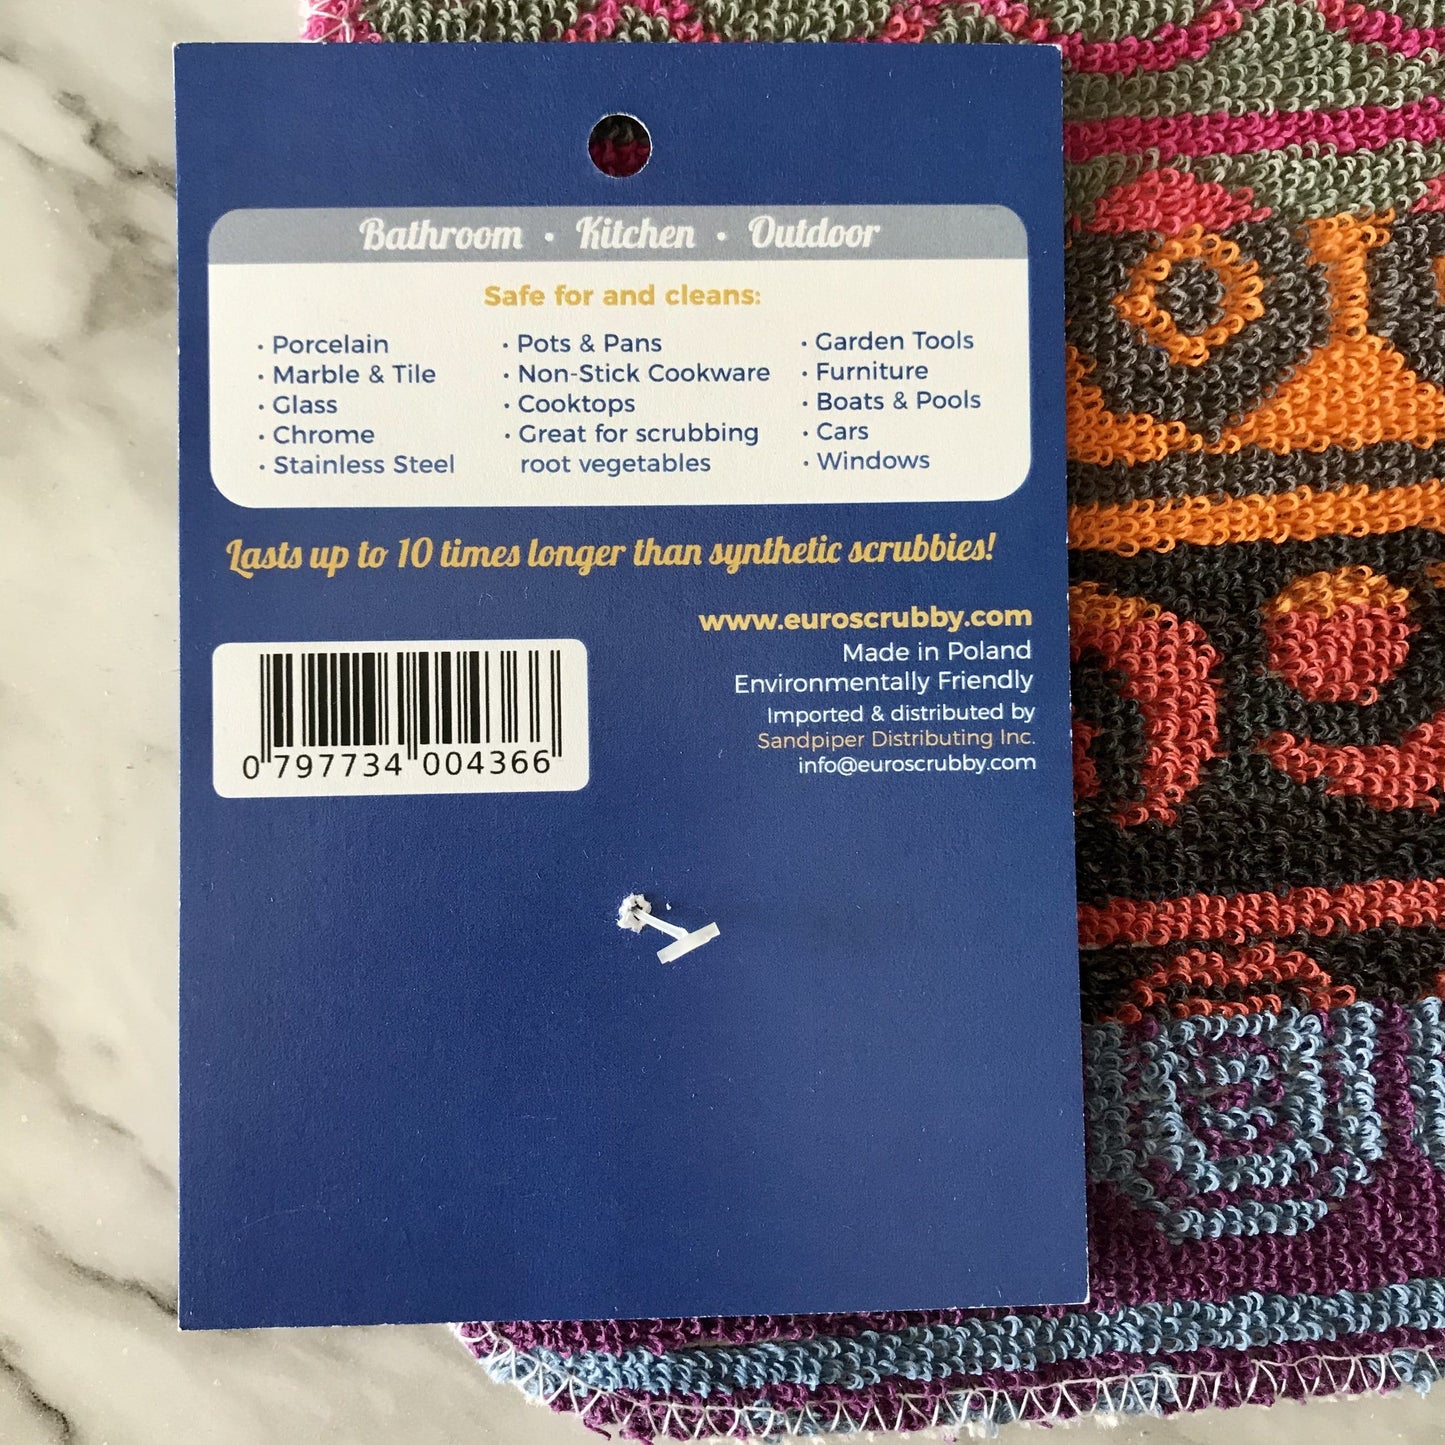 Bathroom • Kitchen • Outdoor
Safe for and cleans:
• Porcelain
• Marble & Tile
• Glass
• Chrome
• Stainless Steel
• Pots & Pans
• Non-Stick Cookware
• Cooktops
• Great for scrubbing
root vegetables
• Garden Tools
• Furniture
• Boats & Pools
• Cars
• Windows
Lasts up to 10 times longer than synthetic scrubbies!
www.euroscrubby.com
Made in Poland
Environmentally Friendly
Imported & distributed by
Sandpiper Distributing Inc.
info@euroscrubby.com
0 797734 004366